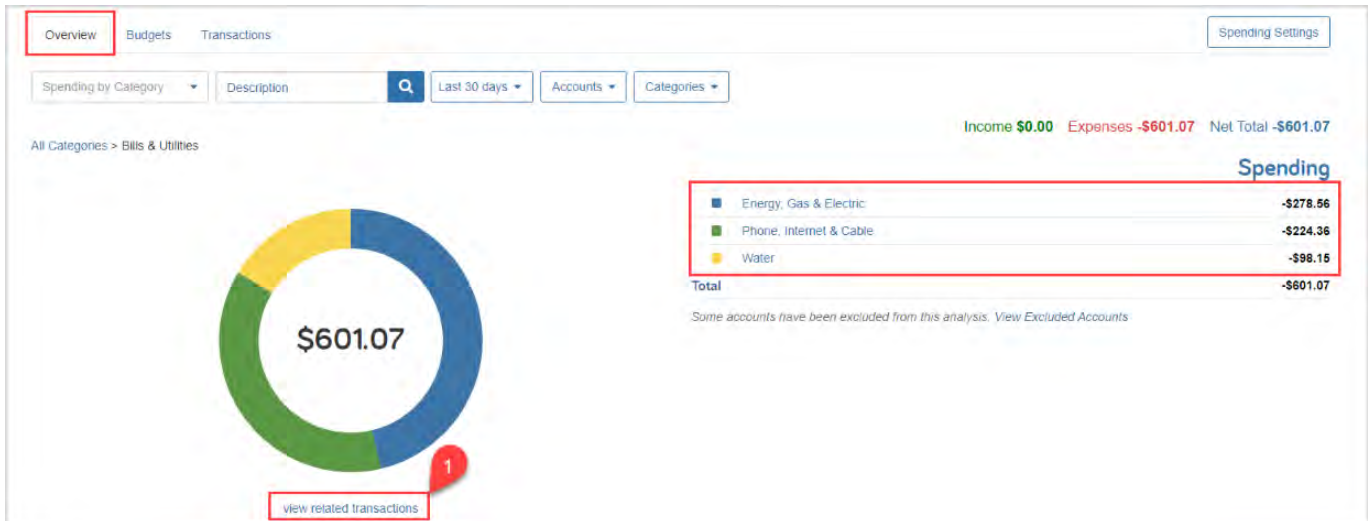 Overview Budgets Transactions Spending Settings
Spending by Category Description Last 30 days Accounts Categories
Income $0.00 Expenses -$601.07 Net Total -$601.07
All Categories > Bills & Utilities
Spending
Energy, Gas & Electric -$278.56
Phone, Internet & Cable -$224.36
Water -$98.15
Total -$601.07
Some accounts have been excluded from this analysis. View Excluded Accounts
$601.07
1
view related transactions